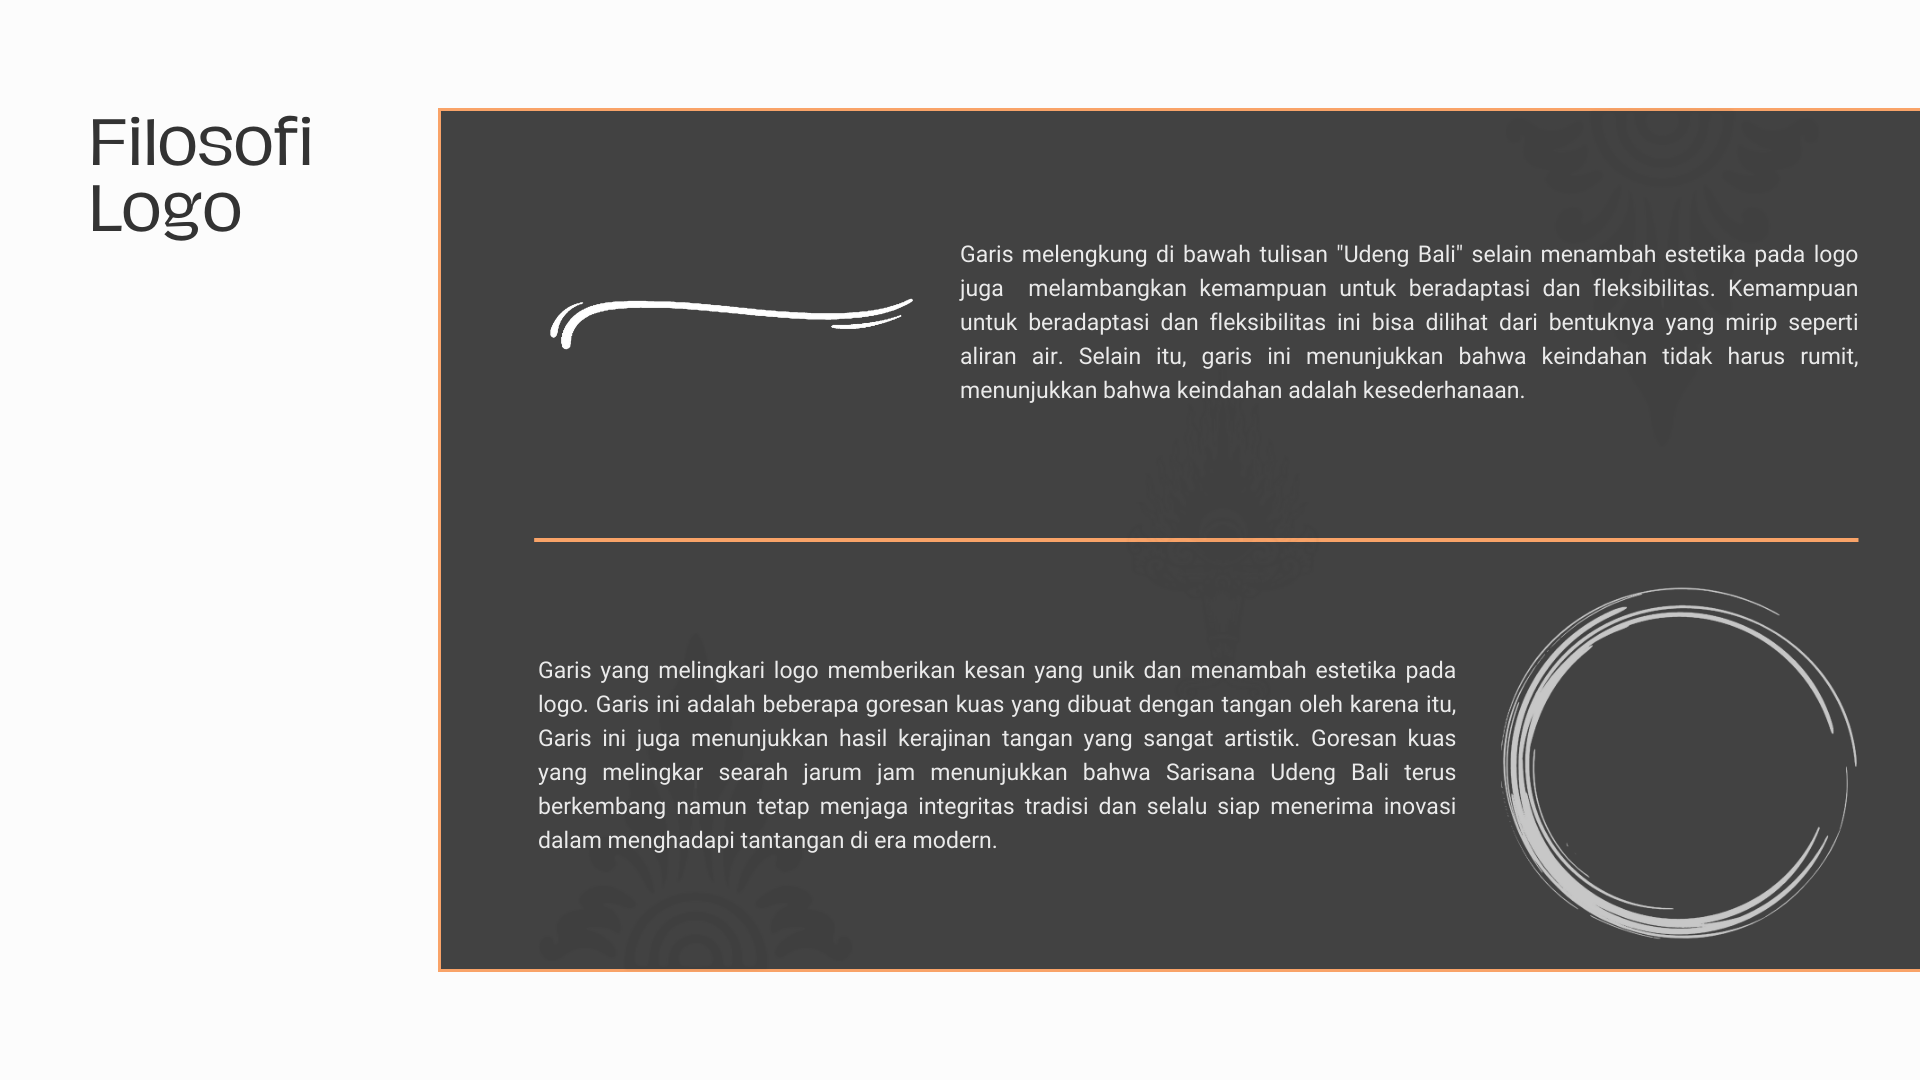 Filosofi
Logo
Garis melengkung di bawah tulisan "Udeng Bali" selain menambah estetika pada logo
juga  melambangkan kemampuan untuk beradaptasi dan fleksibilitas. Kemampuan
untuk beradaptasi dan fleksibilitas ini bisa dilihat dari bentuknya yang mirip seperti
aliran air. Selain itu, garis ini menunjukkan bahwa keindahan tidak harus rumit,
menunjukkan bahwa keindahan adalah kesederhanaan.
Garis yang melingkari logo memberikan kesan yang unik dan menambah estetika pada
logo. Garis ini adalah beberapa goresan kuas yang dibuat dengan tangan oleh karena itu,
Garis ini juga menunjukkan hasil kerajinan tangan yang sangat artistik. Goresan kuas
yang melingkar searah jarum jam menunjukkan bahwa Sarisana Udeng Bali terus
berkembang namun tetap menjaga integritas tradisi dan selalu siap menerima inovasi
dalam menghadapi tantangan di era modern.